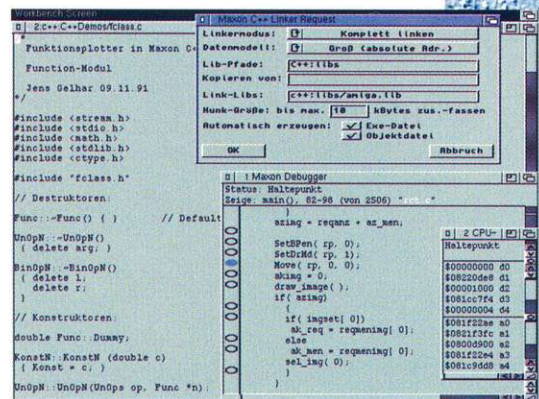 Workbench Screen
2.c++:C++Demos/fclass.c
/*
Funktionsplotter in Maxon C+
Function-Modul
Jens Gelhar 09.11.91
*/
#include <stream.h>
#include <stdio.h>
#include <math.h>
#include <stdlib.h>
#include <ctype.h>
#include "fclass.h"
// Destruktoren:
Func::~Func() { } // Default
UnOpN::~UnOpN()
{ delete arg; }
BinOpN::~BinOpN()
{ delete l;
delete r;
}
// Konstruktoren:
double Func::Dummy;
KonstN::KonstN (double c)
{ Konst = c; }
UnOpN::UnOpN(UnOps op, Func *n):
Maxon C++ Linker Request
Linkermodus: Komplett linken
Datenmodell: Groß (absolute Adr.)
Lib-Pfade: C++:libs
Kopieren von:
Link-Libs: c++:libs/amiga.lib
Hunk-Größe: bis max. 10 kBytes zus.-fassen
Automatisch erzeugen: Exe-Datei
Objektdatei
OK Abbruch
1 Maxon Debugger
Status: Haltepunkt
Zeige: main(), 82-98 (von 2506)
}
azimg = reqanz + az_men;
SetBPen( rp, 0);
SetDrMd( rp, 1);
Move( rp, 0, 0);
akimg = 0;
draw_image( );
if( azimg)
{
if( imgset[ 0])
ak_req = reqmenimg[ 0];
else
ak_men = reqmenimg[ 0];
sel_img( 0);
}
}
2 CPU-
Haltepunkt
$00000000 d0
$08220de8 d1
$00001000 d2
$081cc7f4 d3
$00000004 d4
$081f22ae a0
$0821f3fc a1
$0800d900 a2
$081f22e4 a3
$081c9dd8 a4